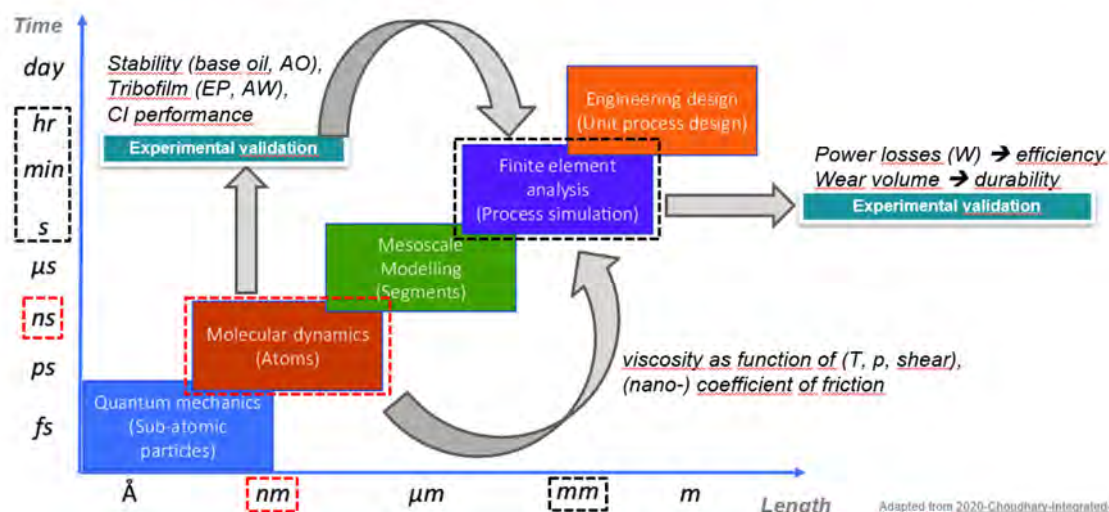 Time
day
hr
min
s
µs
ns
ps
fs
Stability (base oil, AO),
Tribofilm (EP, AW),
CI performance
Experimental validation
Engineering design
(Unit process design)
Finite element
analysis
(Process simulation)
Power losses (W) ➔ efficiency
Wear volume ➔ durability
Experimental validation
Mesoscale
Modelling
(Segments)
Molecular dynamics
(Atoms)
viscosity as function of (T, p, shear),
(nano-) coefficient of friction
Quantum mechanics
(Sub-atomic
particles)
Å
nm
µm
mm
m
Length
Adapted from 2020-Choudhary-Integrated